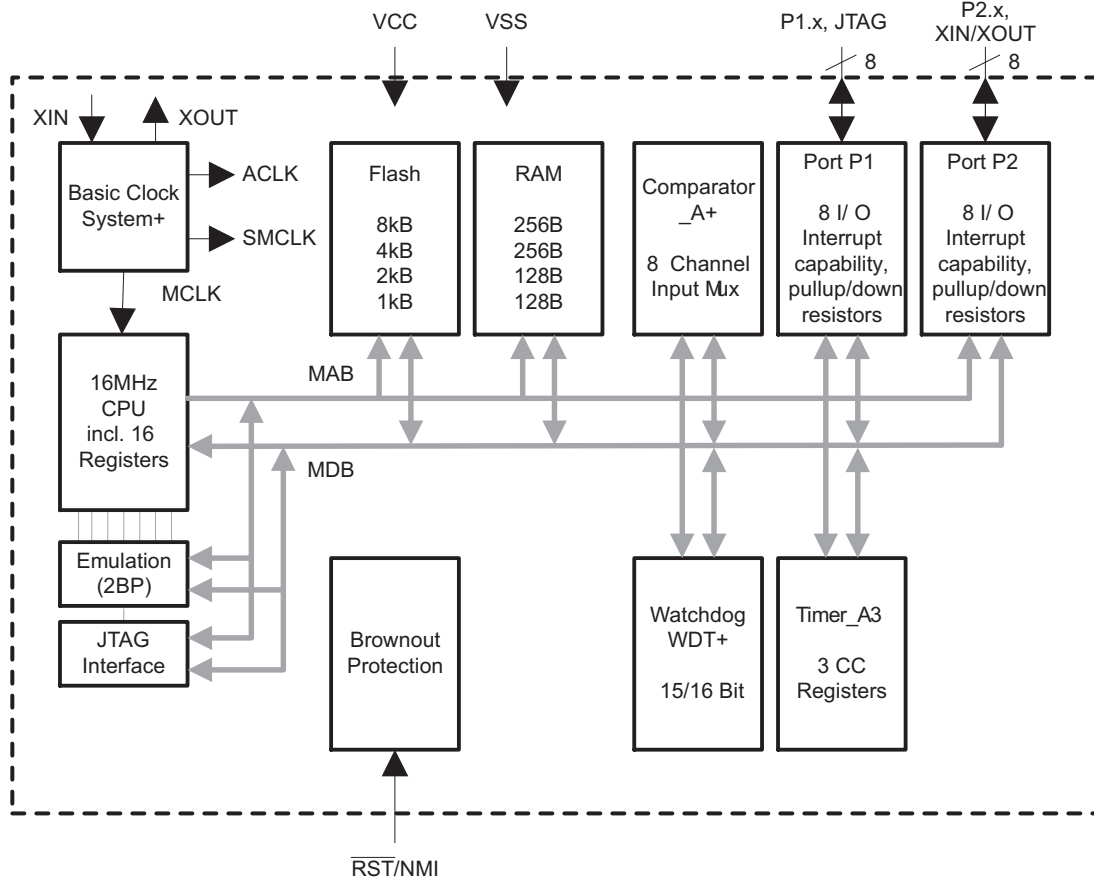 VCC
VSS
P1.x, JTAG
8
P2.x,
XIN/XOUT
8
XIN
XOUT
Basic Clock
System+
ACLK
SMCLK
MCLK
Flash
8kB
4kB
2kB
1kB
RAM
256B
256B
128B
128B
Comparator
_A+
8 Channel
Input Mux
Port P1
8 I/ O
Interrupt
capability,
pullup/down
resistors
Port P2
8 I/ O
Interrupt
capability,
pullup/down
resistors
16MHz
CPU
incl. 16
Registers
MAB
MDB
Emulation
(2BP)
JTAG
Interface
Brownout
Protection
Watchdog
WDT+
15/16 Bit
Timer_A3
3 CC
Registers
RST/NMI